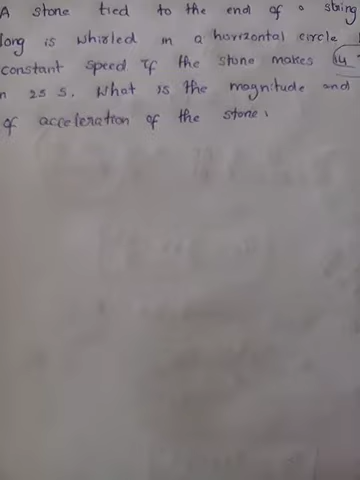 A stone tied to the end of a string
long is whirled in a horizontal circle
constant speed If the stone makes 14
n 25 s. What is the magnitude and
of acceleration of the stone.